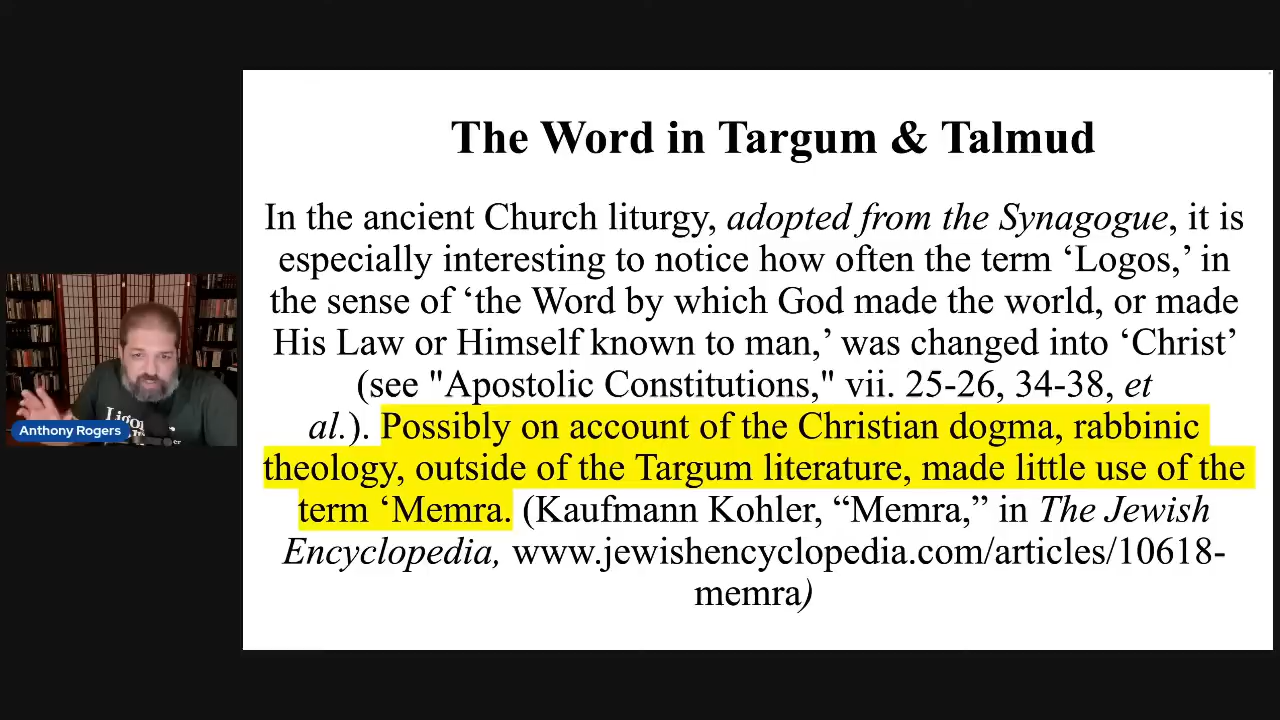 The Word in Targum & Talmud
In the ancient Church liturgy, adopted from the Synagogue, it is
especially interesting to notice how often the term ‘Logos,’ in
the sense of ‘the Word by which God made the world, or made
His Law or Himself known to man,’ was changed into ‘Christ’
(see "Apostolic Constitutions," vii. 25-26, 34-38, et
al.). Possibly on account of the Christian dogma, rabbinic
theology, outside of the Targum literature, made little use of the
term ‘Memra. (Kaufmann Kohler, “Memra,” in The Jewish
Encyclopedia, www.jewishencyclopedia.com/articles/10618-
memra)
Anthony Rogers